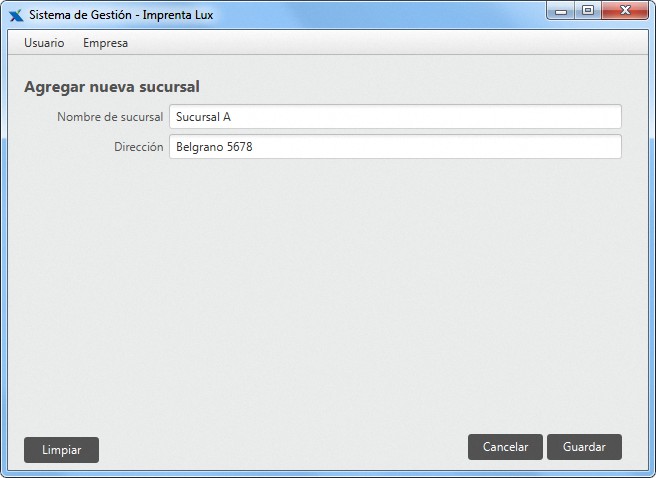 Sistema de Gestión - Imprenta Lux
Usuario Empresa
Agregar nueva sucursal
Nombre de sucursal Sucursal A
Dirección Belgrano 5678
Limpiar Cancelar Guardar